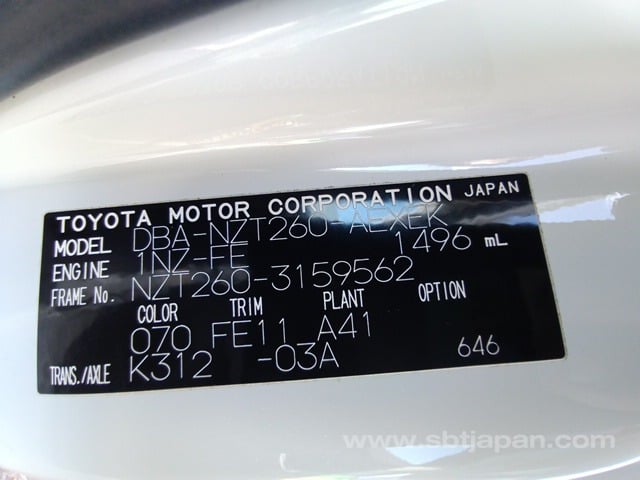 TOYOTA MOTOR CORPORATION JAPAN
MODEL DBA-NZT260-AEXEK
ENGINE 1NZ-FE 1496 mL
FRAME No. NZT260-3159562
COLOR TRIM PLANT OPTION
070 FE11 A41
TRANS./AXLE K312 -03A 646
www.sbtjapan.com